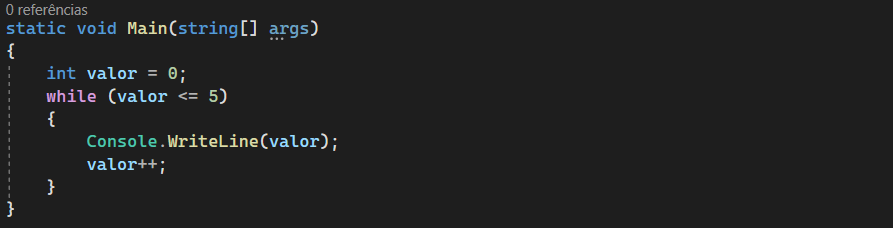 0 referências
static void Main(string[] args)
{
    int valor = 0;
    while (valor <= 5)
    {
        Console.WriteLine(valor);
        valor++;
    }
}